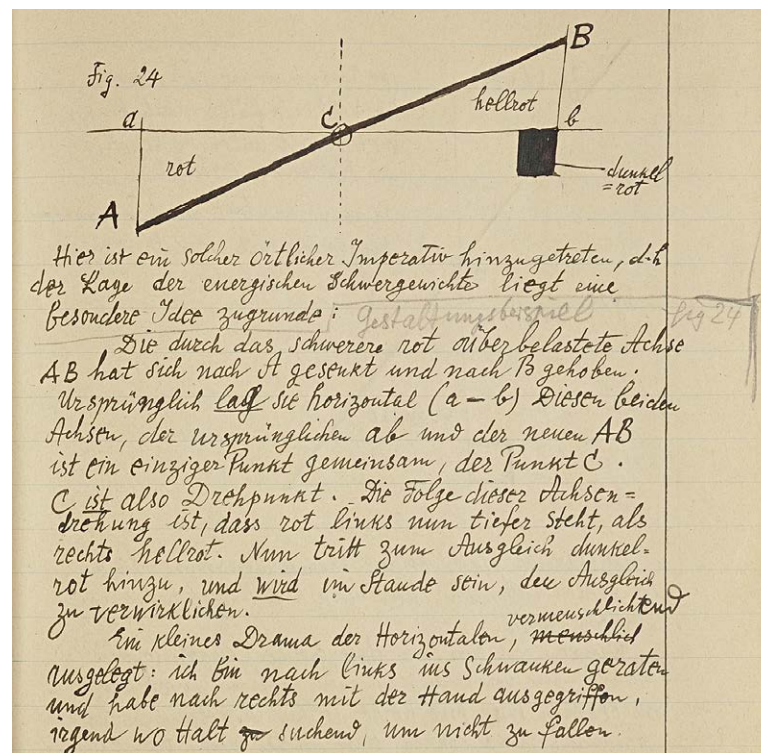 Fig. 24
B
hellrot
a
C
b
rot
dunkel
=rot
A
Hier ist ein solcher örtlicher Imperativ hinzugetreten, d.h
der Lage der energischen Schwergewichte liegt eine
besondere Idee zugrunde:
Gestaltungsbeispiel
fig 24
Die durch das schwerere rot überbelastete Achse
AB hat sich nach A gesenkt und nach B gehoben.
Ursprünglich lag sie horizontal (a – b) Diesen beiden
Achsen, der ursprünglichen ab und der neuen AB
ist ein einziger Punkt gemeinsam, der Punkt C.
C ist also Drehpunkt. Die Folge dieser Achsen=
drehung ist, dass rot links nun tiefer steht, als
rechts hellrot. Nun tritt zum Ausgleich dunkel=
rot hinzu, und wird im Stande sein, den Ausgleich
zu verwirklichen.
vermenschlichend
Ein kleines Drama der Horizontalen, menschlich
ausgelegt: ich bin nach links ins Schwanken geraten
und habe nach rechts mit der Hand ausgegriffen,
irgend wo Halt zu suchend, um nicht zu fallen.